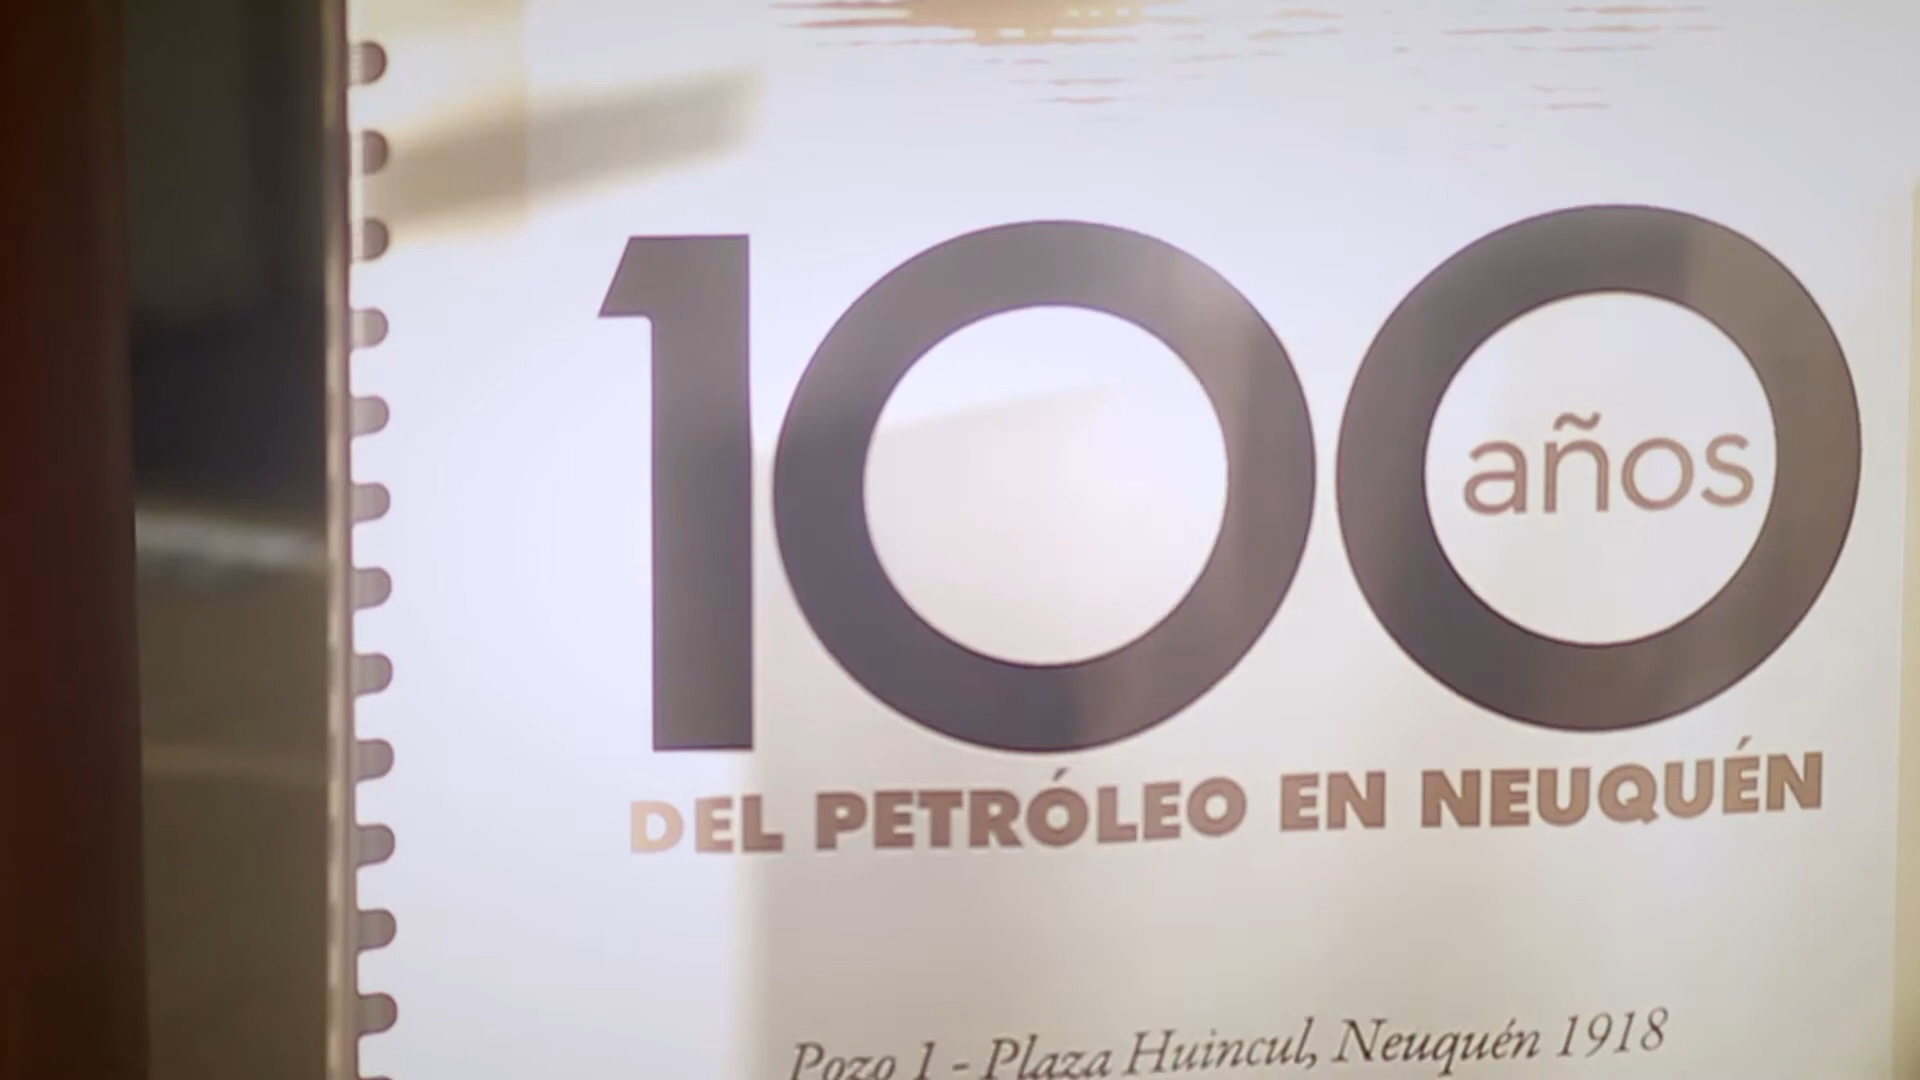 100
años
DEL PETRÓLEO EN NEUQUÉN
Pozo 1 - Plaza Huincul, Neuquén 1918